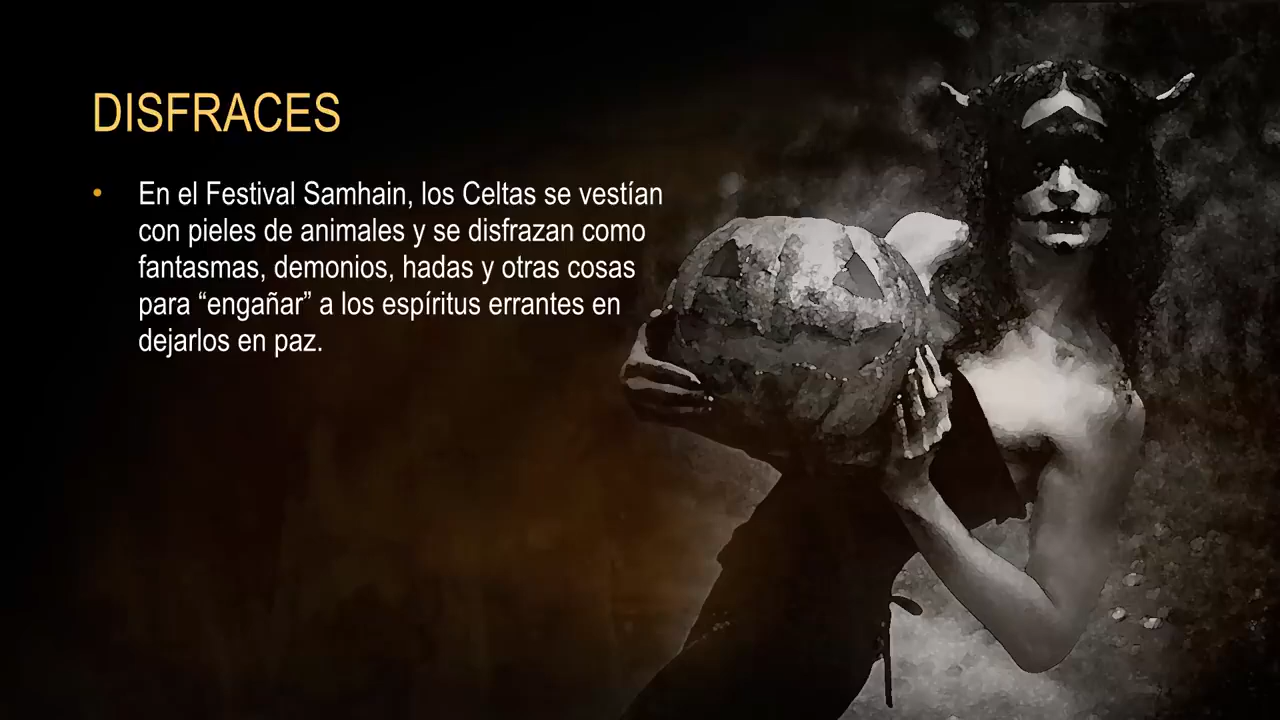 DISFRACES
• En el Festival Samhain, los Celtas se vestían
con pieles de animales y se disfrazan como
fantasmas, demonios, hadas y otras cosas
para “engañar” a los espíritus errantes en
dejarlos en paz.